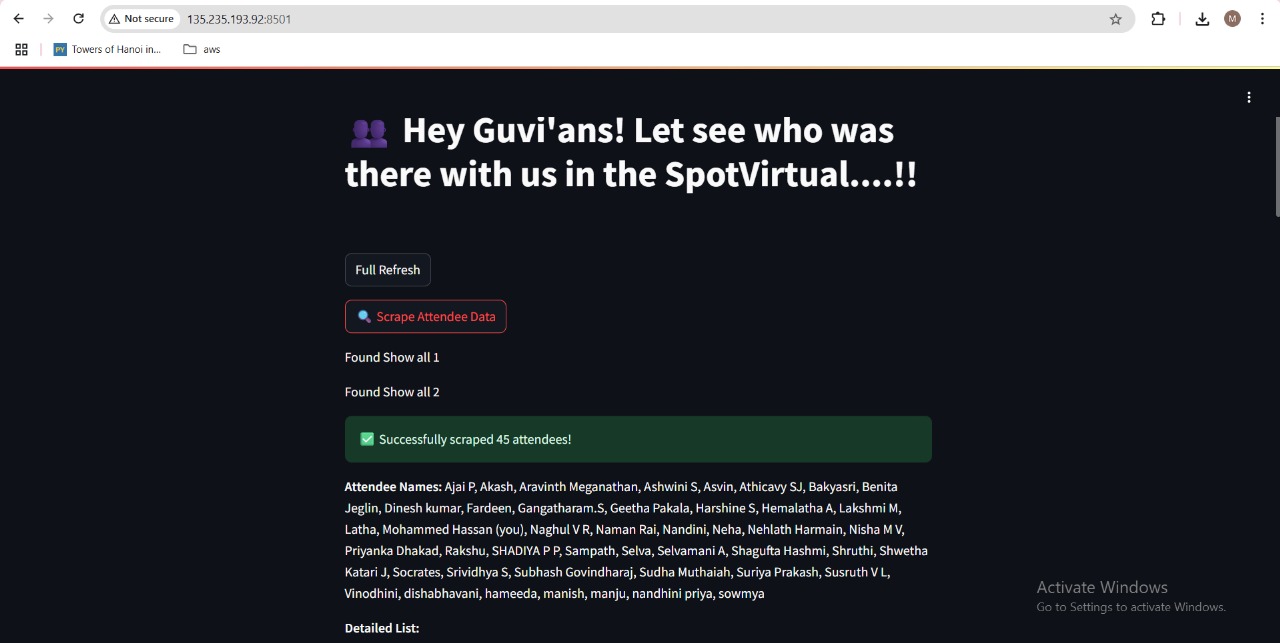 Not secure 135.235.193.92:8501
M
PY Towers of Hanoi in... aws
Hey Guvi'ans! Let see who was
there with us in the SpotVirtual....!!
Full Refresh
Scrape Attendee Data
Found Show all 1
Found Show all 2
Successfully scraped 45 attendees!
Attendee Names: Ajai P, Akash, Aravinth Meganathan, Ashwini S, Asvin, Athicavy SJ, Bakyasri, Benita
Jeglin, Dinesh kumar, Fardeen, Gangatharam.S, Geetha Pakala, Harshine S, Hemalatha A, Lakshmi M,
Latha, Mohammed Hassan (you), Naghul V R, Naman Rai, Nandini, Neha, Nehlath Harmain, Nisha M V,
Priyanka Dhakad, Rakshu, SHADIYA P P, Sampath, Selva, Selvamani A, Shagufta Hashmi, Shruthi, Shwetha
Katari J, Socrates, Srividhya S, Subhash Govindharaj, Sudha Muthaiah, Suriya Prakash, Susruth V L,
Vinodhini, dishabhavani, hameeda, manish, manju, nandhini priya, sowmya
Activate Windows
Go to Settings to activate Windows.
Detailed List: